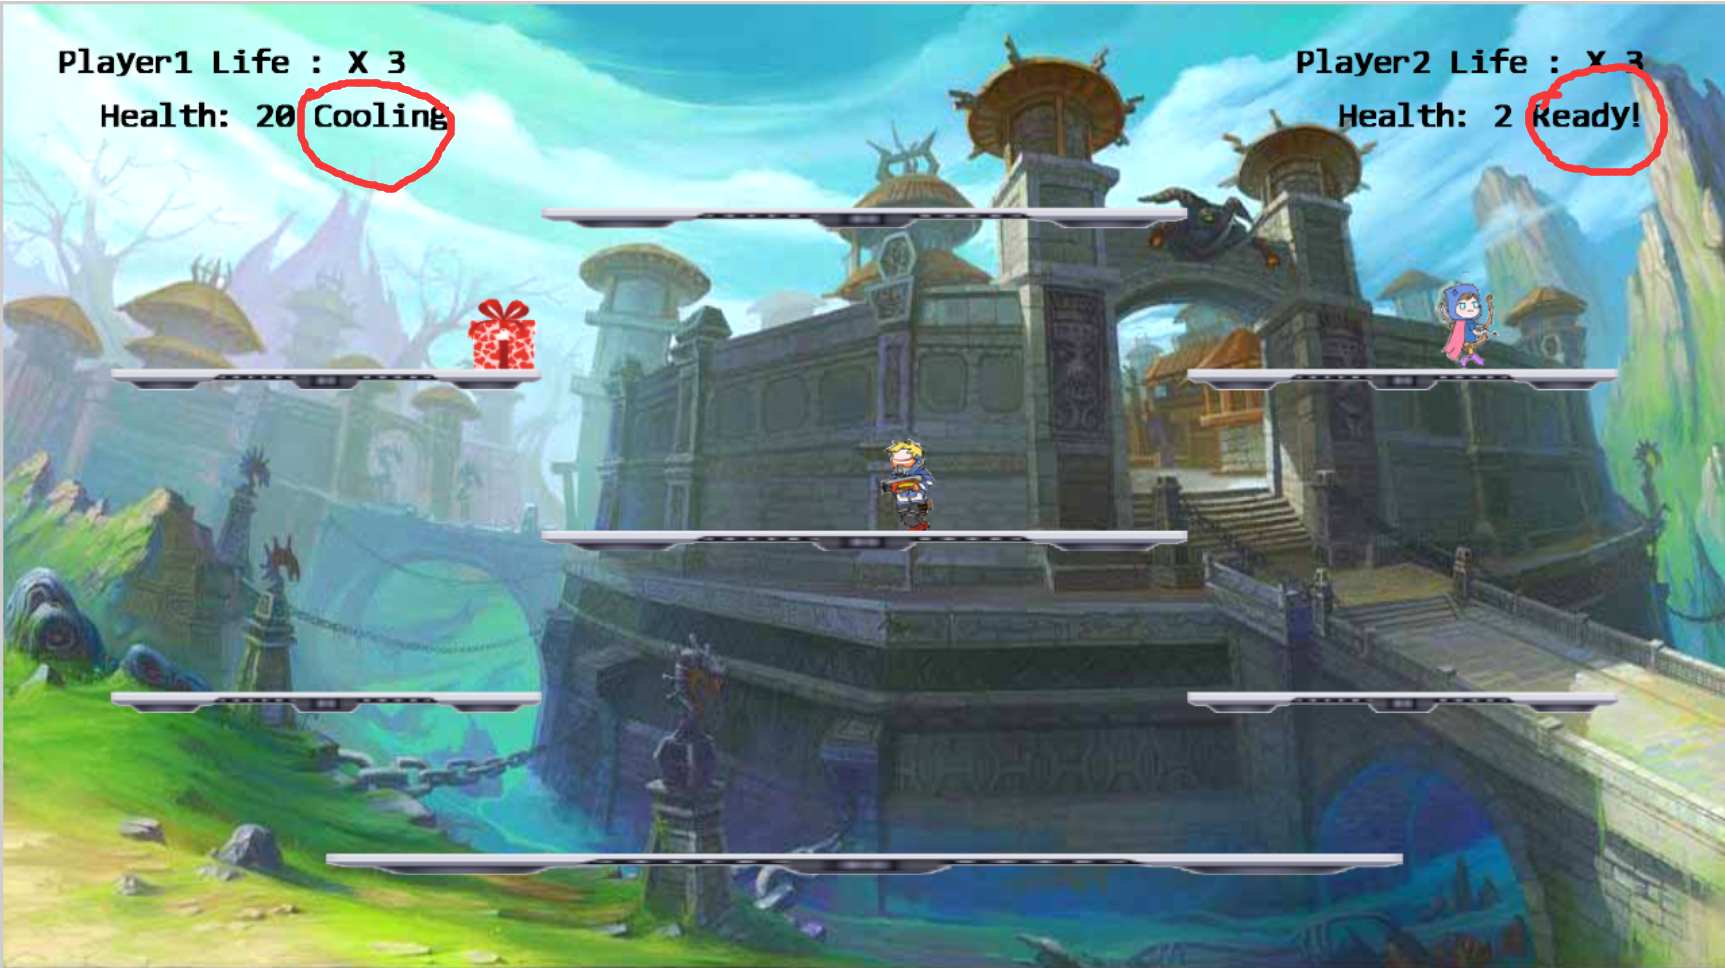 Player1 Life : X 3
Health: 20 Cooling
Player2 Life : X 3
Health: 2 Ready!